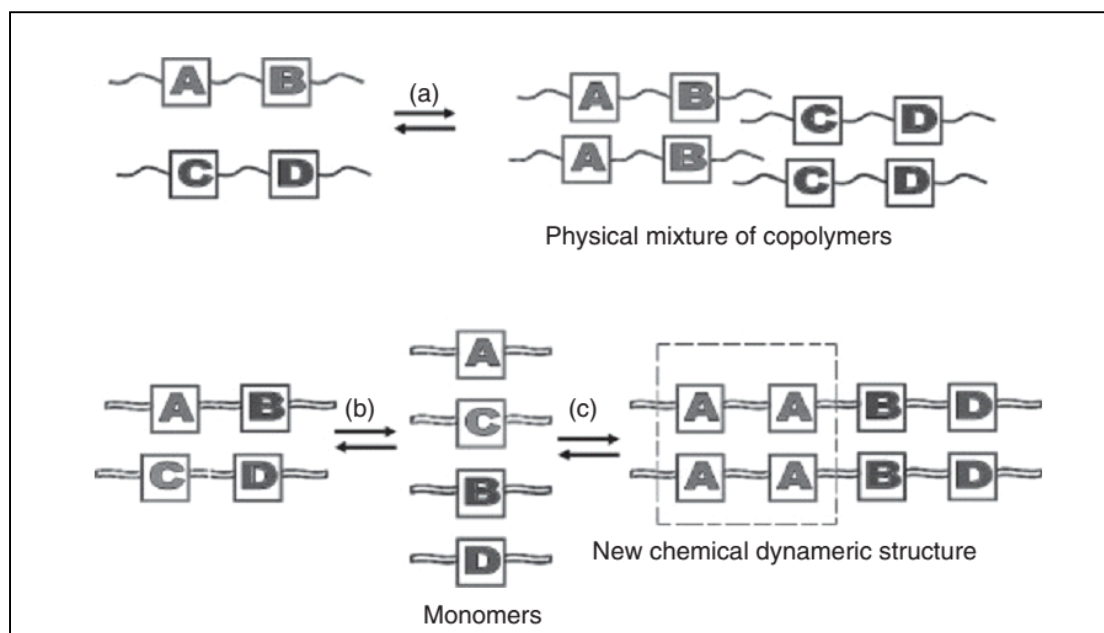 A B
(a)
A B
C D
C D
A B
C D
Physical mixture of copolymers
A
A B
(b)
C
(c)
A A B D
C D
B
A A B D
D
New chemical dynameric structure
Monomers